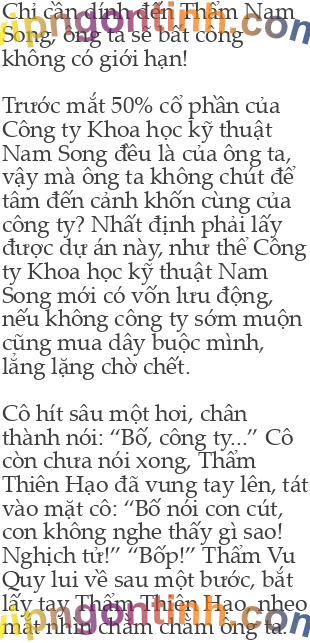 Chỉ cần dính đến Thẩm Nam
Song, ông ta sẽ bất công
không có giới hạn!
Trước mắt 50% cổ phần của
Công ty Khoa học kỹ thuật
Nam Song đều là của ông ta,
vậy mà ông ta không chút để
tâm đến cảnh khốn cùng của
công ty? Nhất định phải lấy
được dự án này, như thế Công
ty Khoa học kỹ thuật Nam
Song mới có vốn lưu động,
nếu không công ty sớm muộn
cũng mua dây buộc mình,
lẳng lặng chờ chết.
Cô hít sâu một hơi, chân
thành nói: “Bố, công ty...” Cô
còn chưa nói xong, Thẩm
Thiên Hạo đã vung tay lên, tát
vào mặt cô: “Bố nói con cút,
con không nghe thấy gì sao!
Nghịch tử!” “Bốp!” Thẩm Vu
Quy lui về sau một bước, bắt
lấy tay Thẩm Thiên Hạo, nheo
mắt nhìn chằm chằm ông ta.
vipngontinh.com
vipngontinh.com